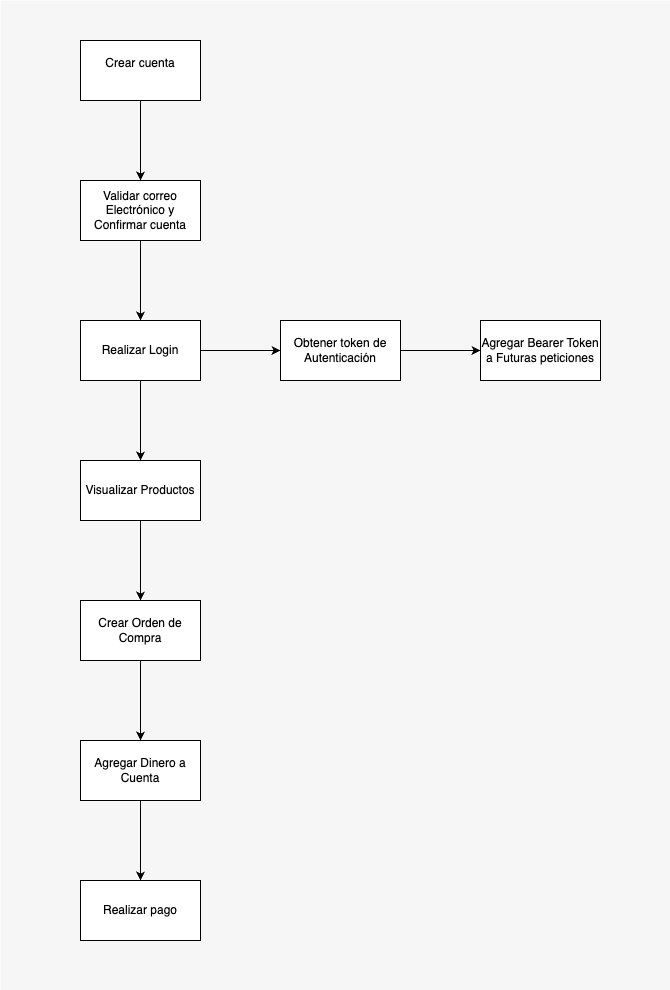 Crear cuenta
Validar correo
Electrónico y
Confirmar cuenta
Realizar Login
Obtener token de
Autenticación
Agregar Bearer Token
a Futuras peticiones
Visualizar Productos
Crear Orden de
Compra
Agregar Dinero a
Cuenta
Realizar pago